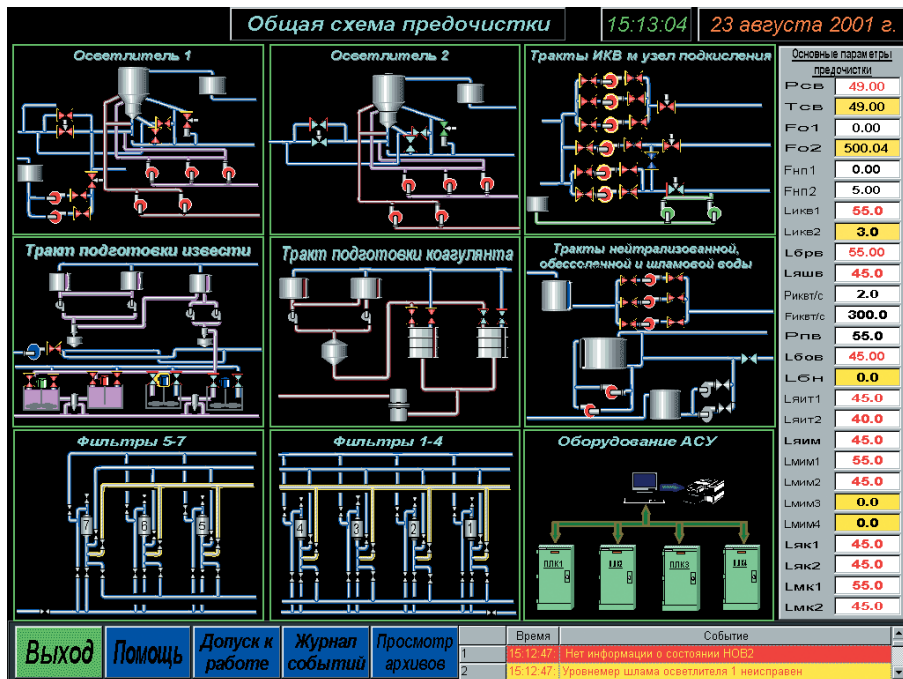 Общая схема предочистки
15:13:04
23 августа 2001 г.
Осветлитель 1
Осветлитель 2
Тракты ИКВ м узел подкисления
Основные параметры
предочистки
Рсв 49.00
Тсв 49.00
Fо1 0.00
Fо2 500.04
Fнп1 0.00
Fнп2 5.00
Lикв1 55.0
Lикв2 3.0
Lбрв 55.00
Lяшв 45.0
Риквт/с 2.0
Fиквт/с 300.0
Рпв 55.0
Lбов 45.00
Lбн 0.0
Lяит1 45.0
Lяит2 40.0
Lяим 45.0
Lмим1 55.0
Lмим2 45.0
Lмим3 0.0
Lмим4 0.0
Lяк1 45.0
Lяк2 45.0
Lмк1 55.0
Lмк2 45.0
Тракт подготовки извести
Тракт подготовки коагулянта
Тракты нейтрализованной,
обессоленной и шламовой воды
Фильтры 5-7
7
6
5
Фильтры 1-4
4
3
2
1
Оборудование АСУ
ПЛК1
ПЛК2
ПЛК3
ПЛК4
Выход
Помощь
Допуск к
работе
Журнал
событий
Просмотр
архивов
Время Событие
1 15:12:47: Нет информации о состоянии НОВ2
2 15:12:47: Уровнемер шлама осветлителя 1 неисправен